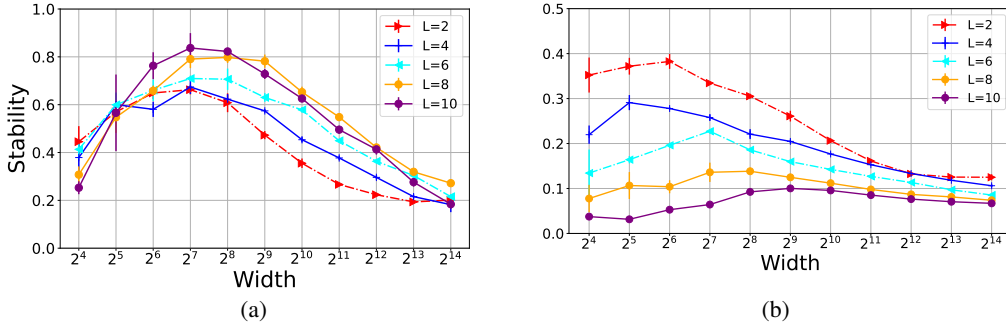 1.0
0.8
0.6
0.4
0.2
0.0
Stability
2^4 2^5 2^6 2^7 2^8 2^9 2^10 2^11 2^12 2^13 2^14
Width
L=2
L=4
L=6
L=8
L=10
(a)
0.5
0.4
0.3
0.2
0.1
0.0
2^4 2^5 2^6 2^7 2^8 2^9 2^10 2^11 2^12 2^13 2^14
Width
L=2
L=4
L=6
L=8
L=10
(b)